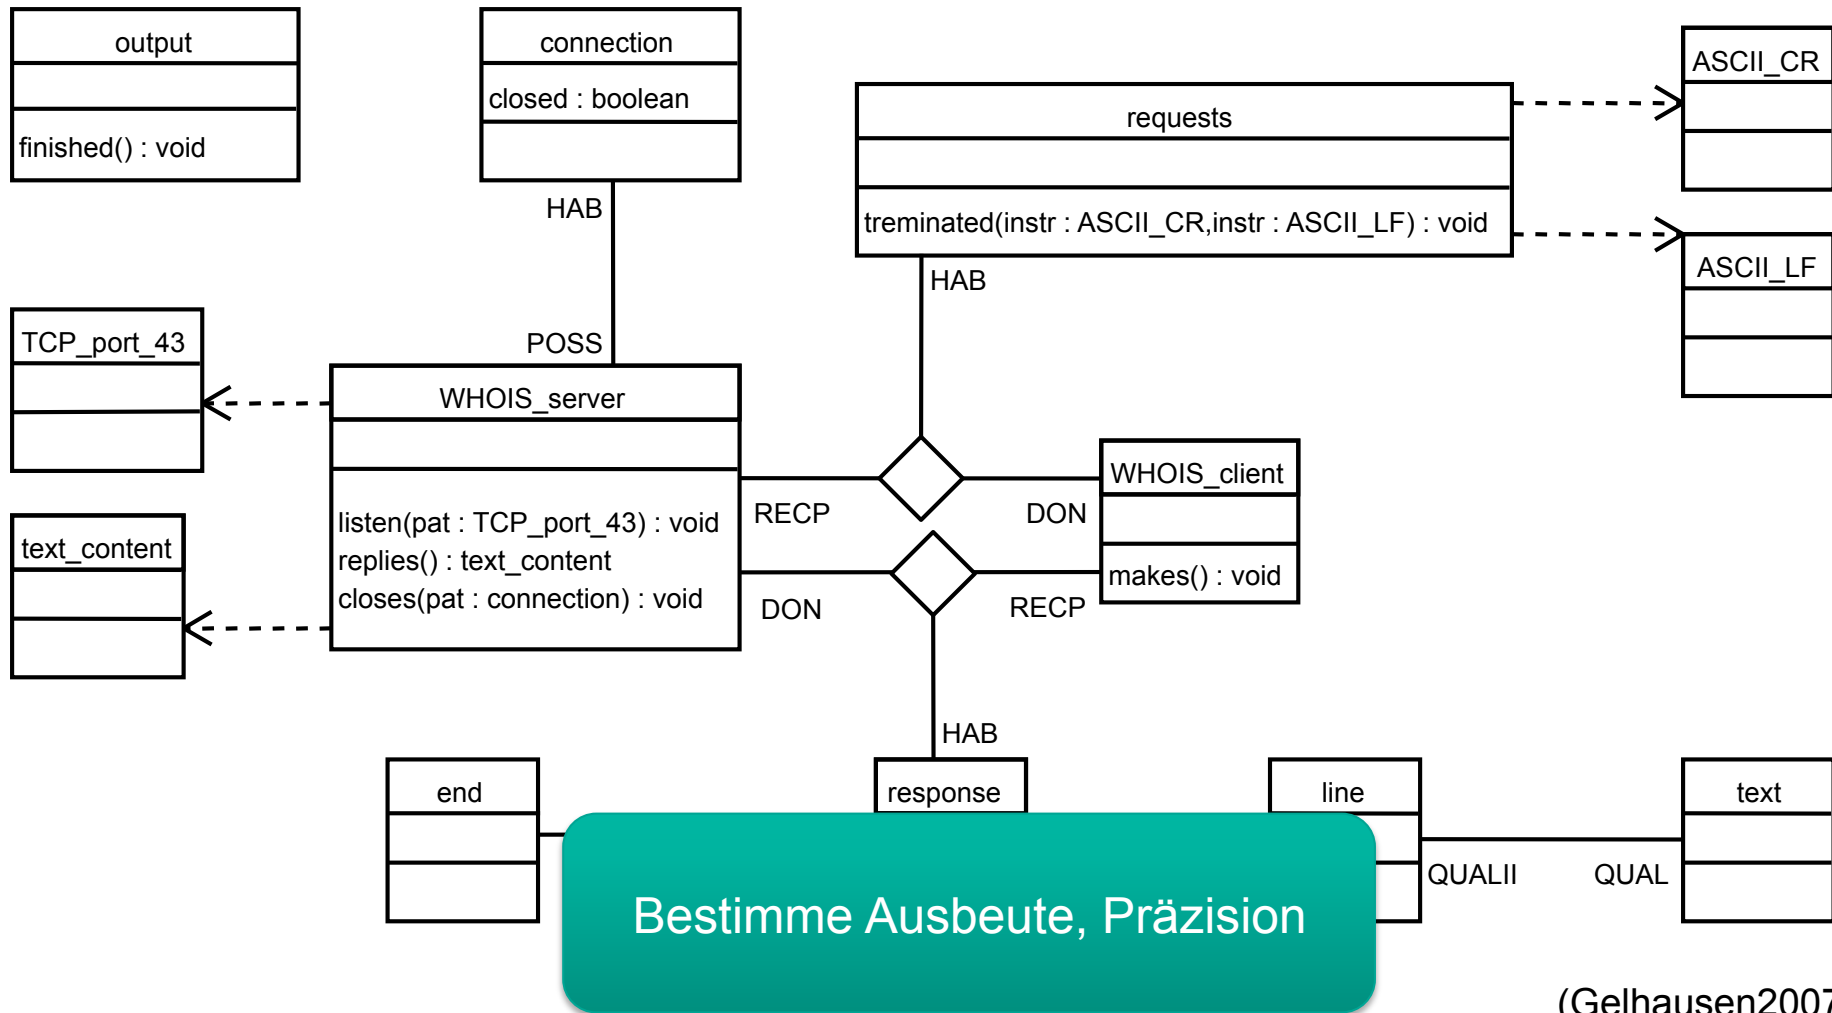 output
finished() : void
connection
closed : boolean
requests
treminated(instr : ASCII_CR,instr : ASCII_LF) : void
ASCII_CR
ASCII_LF
HAB
POSS
HAB
TCP_port_43
text_content
WHOIS_server
listen(pat : TCP_port_43) : void
replies() : text_content
closes(pat : connection) : void
RECP
DON
DON
RECP
WHOIS_client
makes() : void
HAB
end
response
line
text
QUALII
QUAL
Bestimme Ausbeute, Präzision
(Gelhausen2007